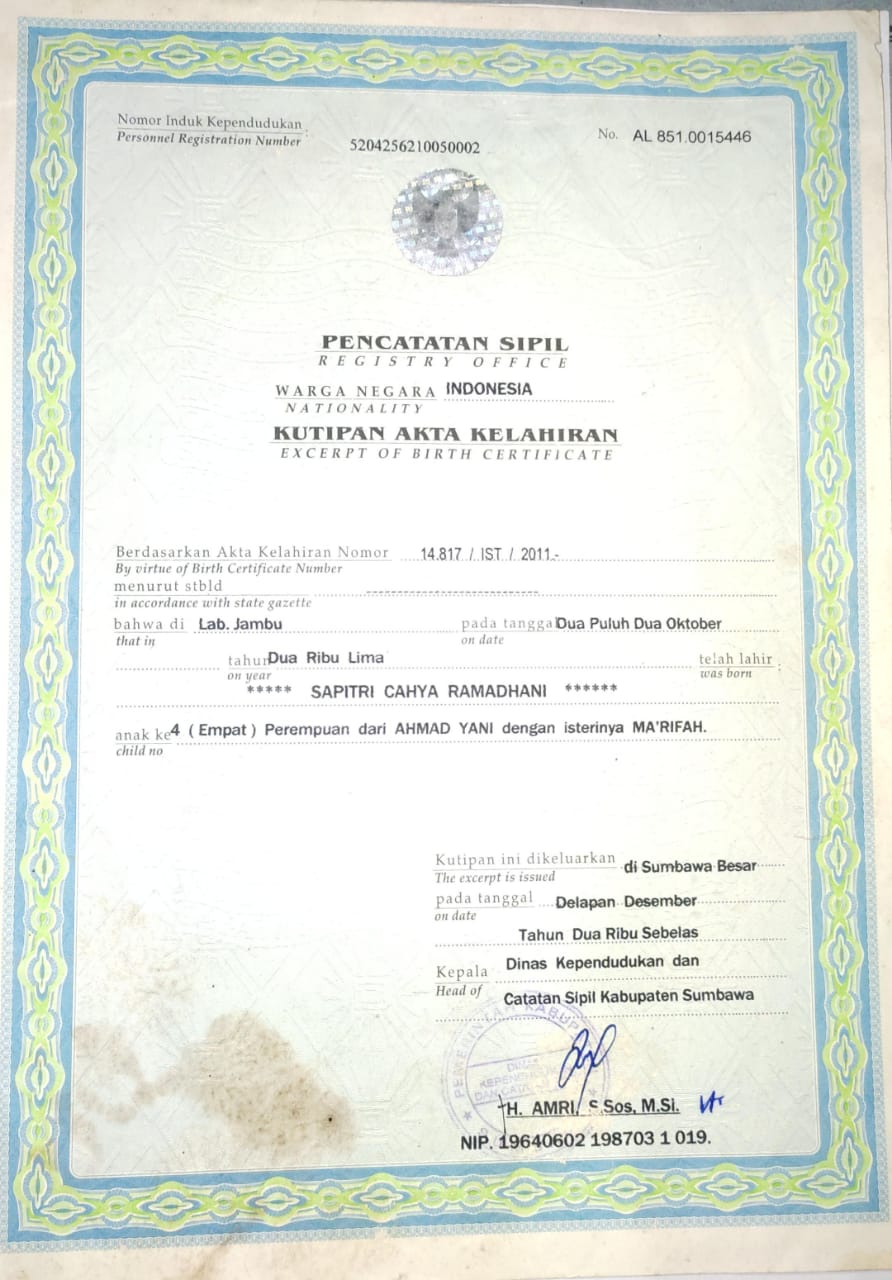 Nomor Induk Kependudukan :
Personnel Registration Number
5204256210050002
No. AL 851.0015446
PENCATATAN SIPIL
REGISTRY OFFICE
WARGA NEGARA INDONESIA
NATIONALITY
KUTIPAN AKTA KELAHIRAN
EXCERPT OF BIRTH CERTIFICATE
Berdasarkan Akta Kelahiran Nomor 14.817 / IST / 2011.-
By virtue of Birth Certificate Number
menurut stbld ------------------------------
in accordance with state gazette
bahwa di Lab. Jambu pada tanggal Dua Puluh Dua Oktober
that in on date
tahun Dua Ribu Lima telah lahir :
on year was born
***** SAPITRI CAHYA RAMADHANI ******
anak ke 4 ( Empat ) Perempuan dari AHMAD YANI dengan isterinya MA'RIFAH.
child no
Kutipan ini dikeluarkan di Sumbawa Besar
The excerpt is issued
pada tanggal Delapan Desember
on date
Tahun Dua Ribu Sebelas
Kepala Dinas Kependudukan dan
Head of Catatan Sipil Kabupaten Sumbawa
PEMERINTAH KABUP
DINAS
DAN CATA
H. AMRI, S.Sos, M.Si.
NIP. 19640602 198703 1 019.